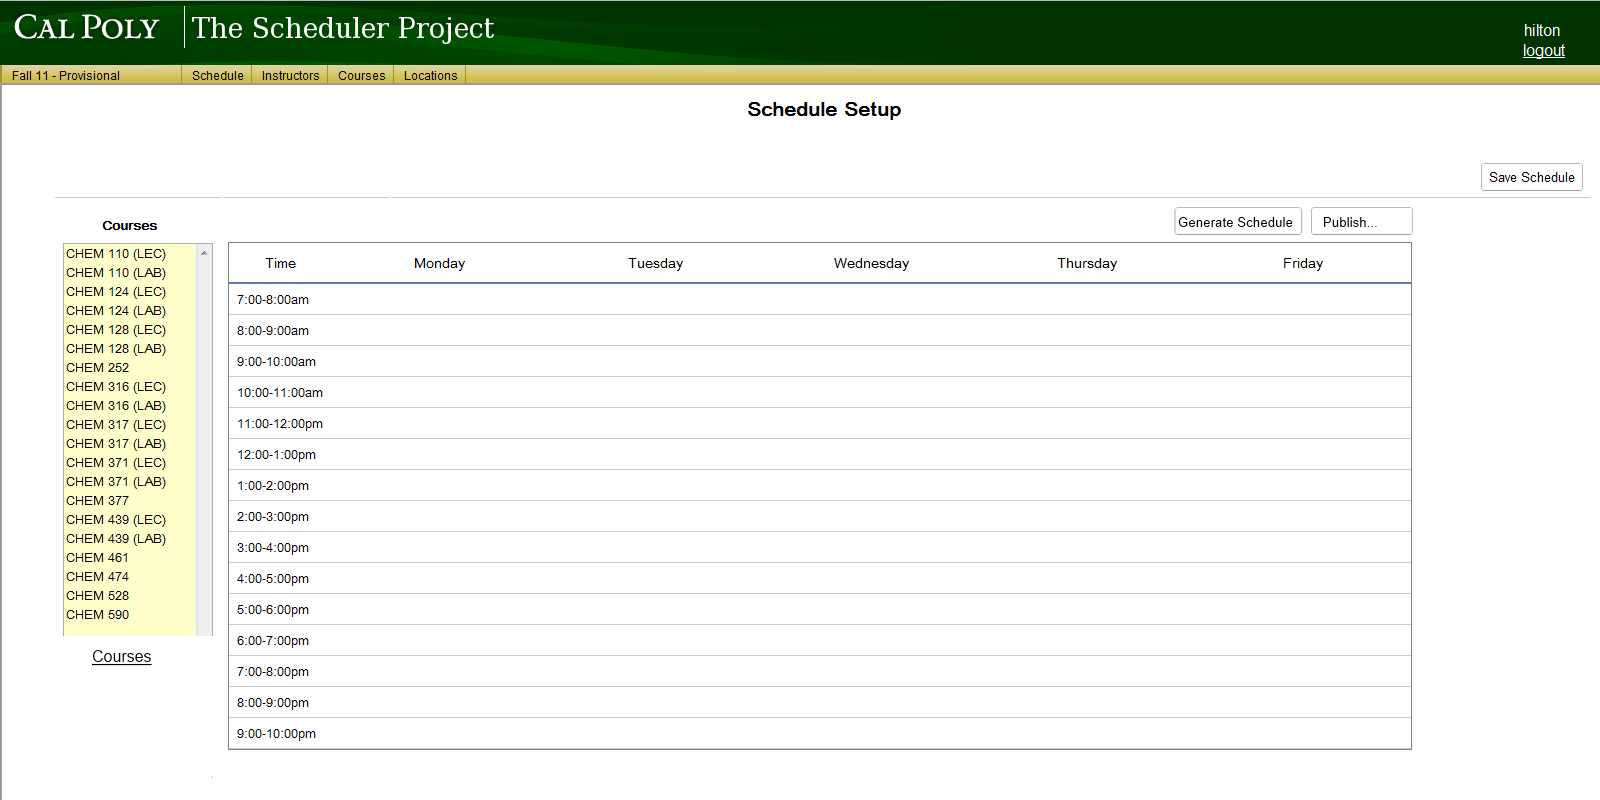 CAL POLY The Scheduler Project
hilton
logout
Fall 11 - Provisional Schedule Instructors Courses Locations
Schedule Setup
Save Schedule
Courses
Generate Schedule Publish...
CHEM 110 (LEC)
CHEM 110 (LAB)
CHEM 124 (LEC)
CHEM 124 (LAB)
CHEM 128 (LEC)
CHEM 128 (LAB)
CHEM 252
CHEM 316 (LEC)
CHEM 316 (LAB)
CHEM 317 (LEC)
CHEM 317 (LAB)
CHEM 371 (LEC)
CHEM 371 (LAB)
CHEM 377
CHEM 439 (LEC)
CHEM 439 (LAB)
CHEM 461
CHEM 474
CHEM 528
CHEM 590
Courses
Time Monday Tuesday Wednesday Thursday Friday
7:00-8:00am
8:00-9:00am
9:00-10:00am
10:00-11:00am
11:00-12:00pm
12:00-1:00pm
1:00-2:00pm
2:00-3:00pm
3:00-4:00pm
4:00-5:00pm
5:00-6:00pm
6:00-7:00pm
7:00-8:00pm
8:00-9:00pm
9:00-10:00pm